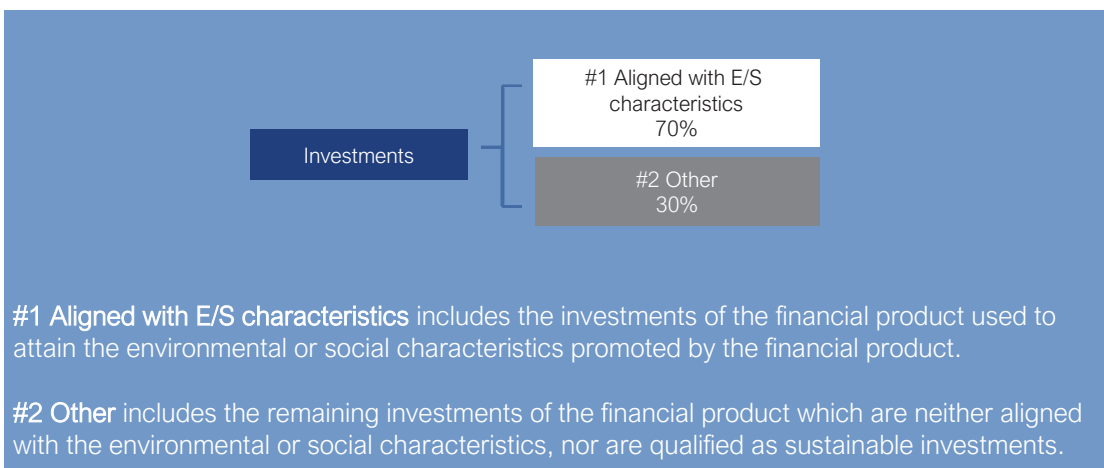 #1 Aligned with E/S
characteristics
70%
Investments
#2 Other
30%
#1 Aligned with E/S characteristics includes the investments of the financial product used to
attain the environmental or social characteristics promoted by the financial product.
#2 Other includes the remaining investments of the financial product which are neither aligned
with the environmental or social characteristics, nor are qualified as sustainable investments.